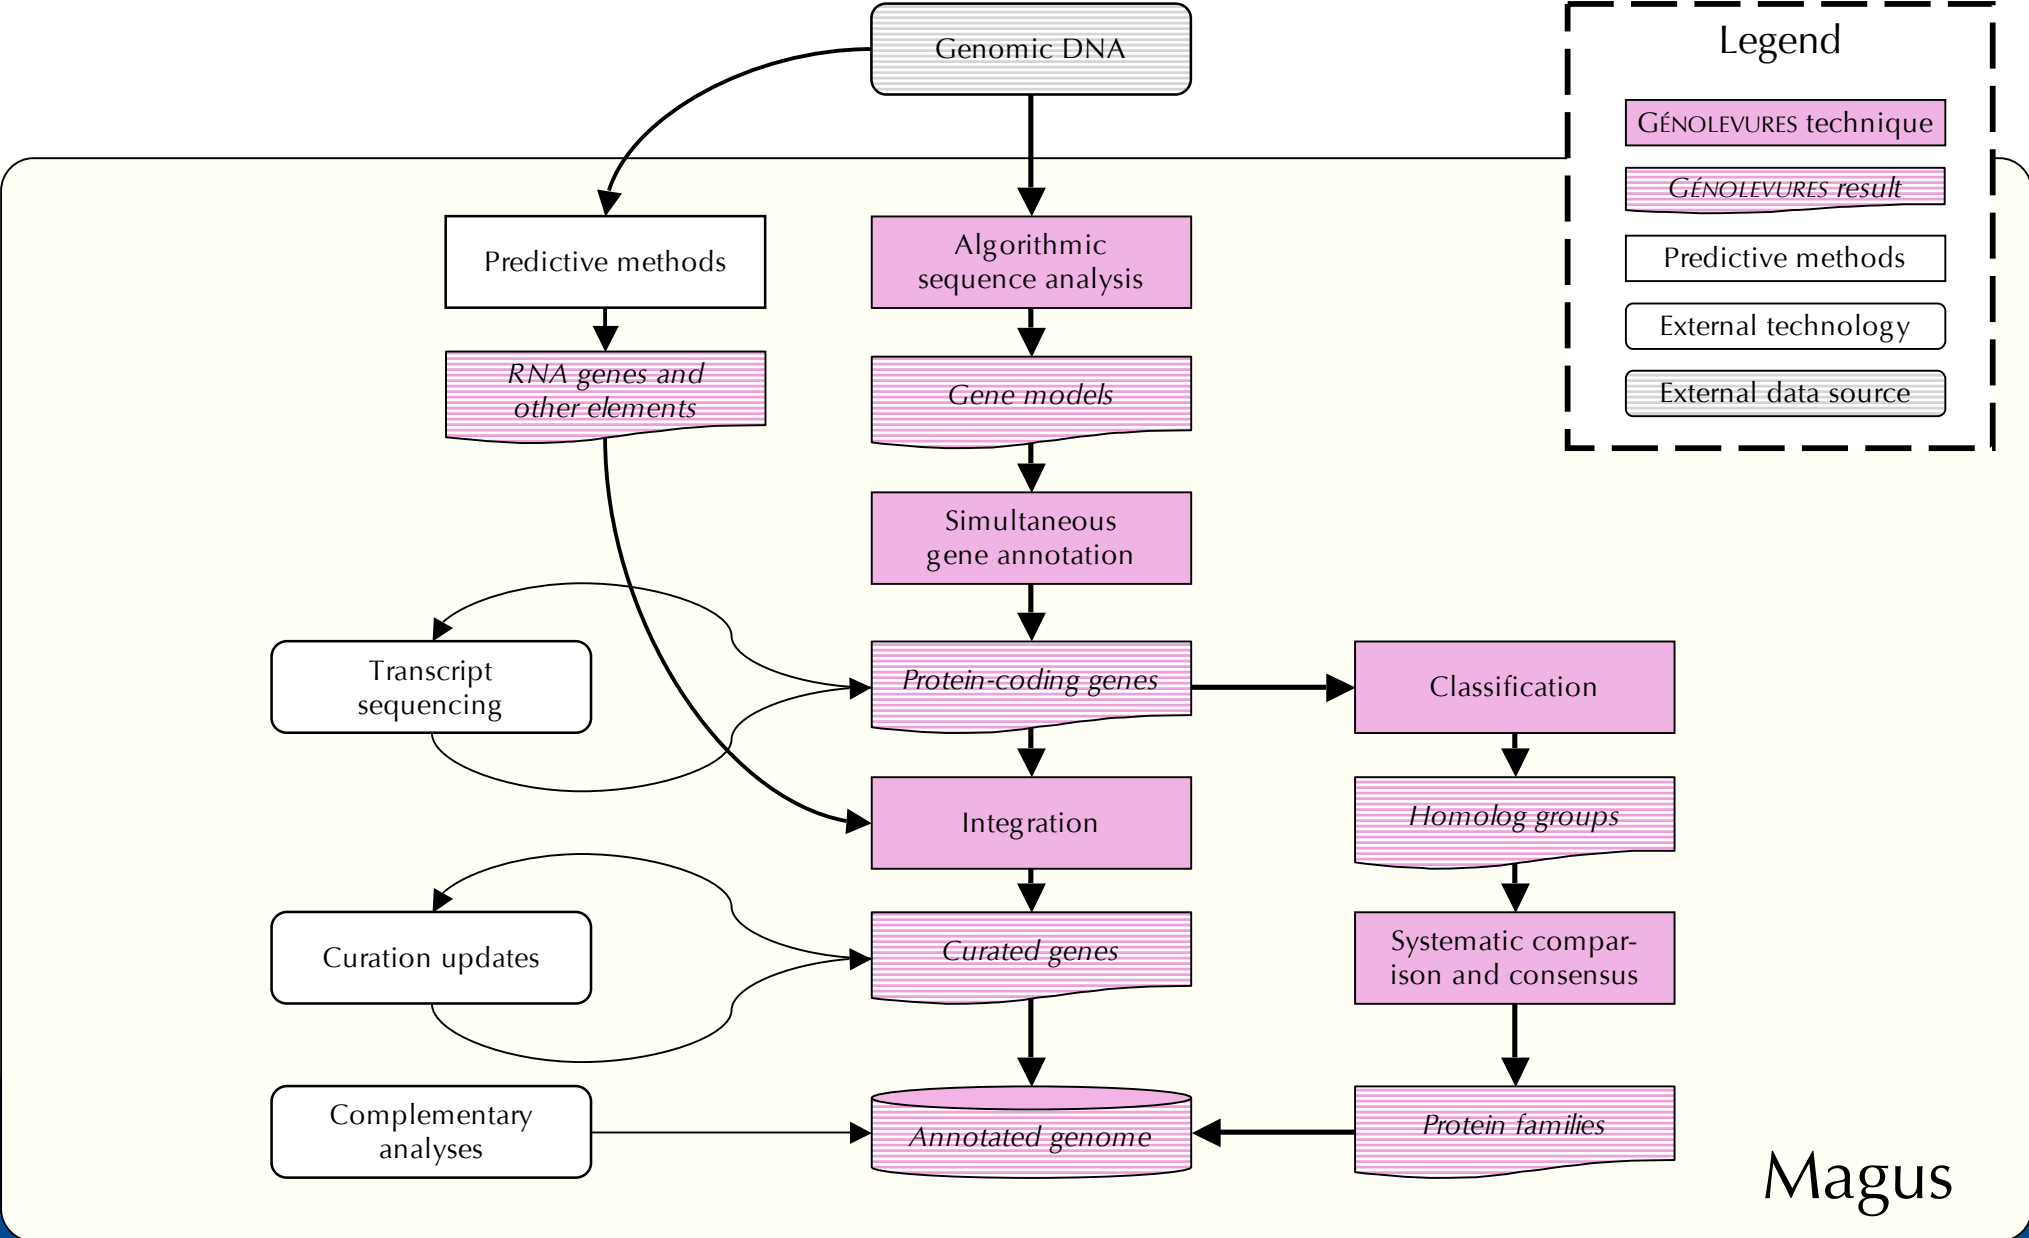 Genomic DNA
Legend
GÉNOLEVURES technique
GÉNOLEVURES result
Predictive methods
External technology
External data source
Predictive methods
Algorithmic
sequence analysis
RNA genes and
other elements
Gene models
Simultaneous
gene annotation
Transcript
sequencing
Protein-coding genes
Classification
Integration
Homolog groups
Curation updates
Curated genes
Systematic compar-
ison and consensus
Complementary
analyses
Annotated genome
Protein families
Magus